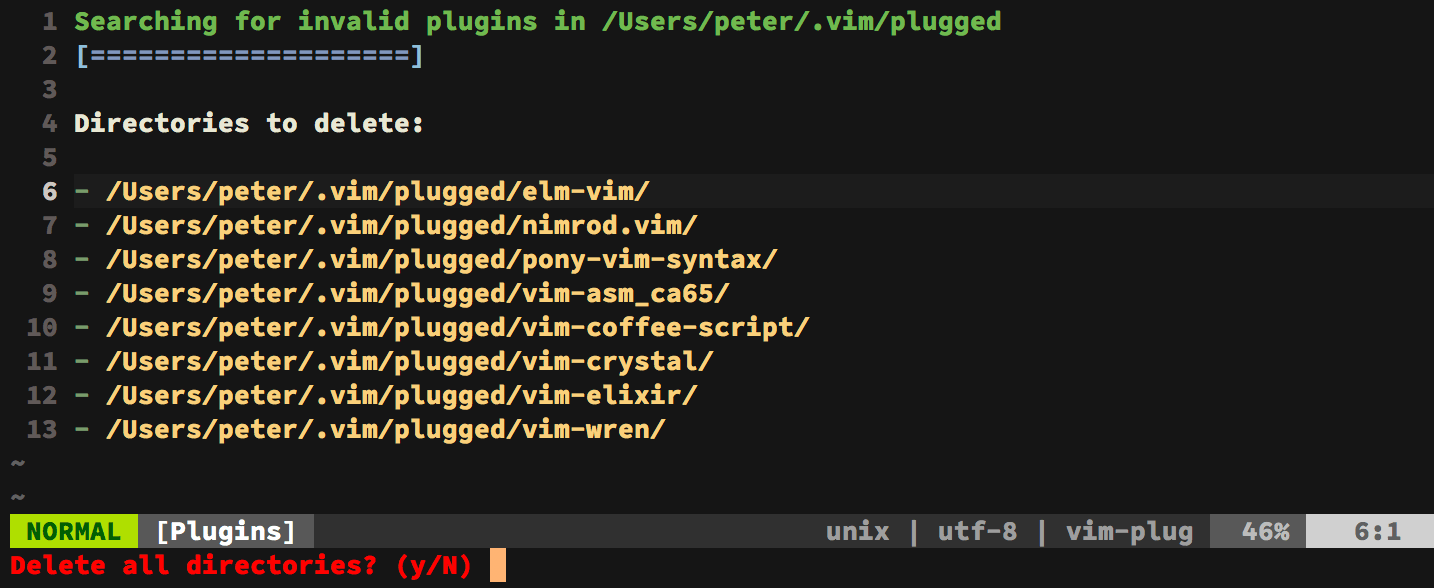 1 Searching for invalid plugins in /Users/peter/.vim/plugged
2 [====================]
3
4 Directories to delete:
5
6 - /Users/peter/.vim/plugged/elm-vim/
7 - /Users/peter/.vim/plugged/nimrod.vim/
8 - /Users/peter/.vim/plugged/pony-vim-syntax/
9 - /Users/peter/.vim/plugged/vim-asm_ca65/
10 - /Users/peter/.vim/plugged/vim-coffee-script/
11 - /Users/peter/.vim/plugged/vim-crystal/
12 - /Users/peter/.vim/plugged/vim-elixir/
13 - /Users/peter/.vim/plugged/vim-wren/
~
~
NORMAL [Plugins] unix | utf-8 | vim-plug 46% 6:1
Delete all directories? (y/N)